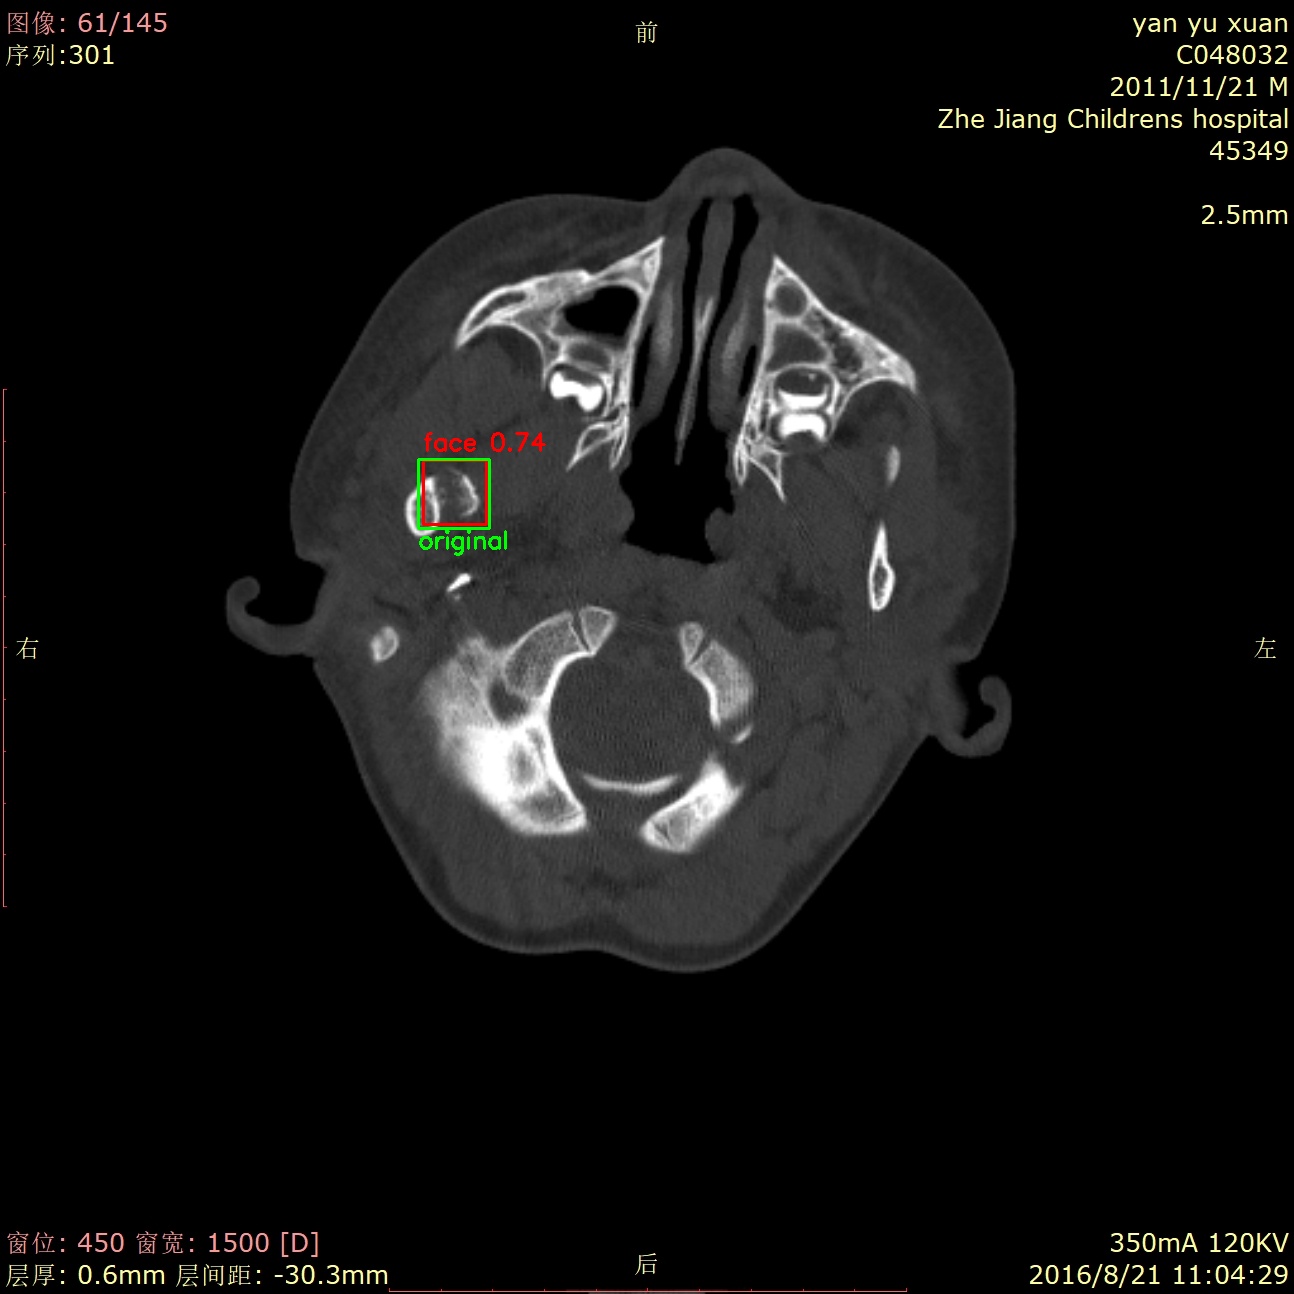 图像: 61/145
序列:301
前
yan yu xuan
C048032
2011/11/21 M
Zhe Jiang Childrens hospital
45349
2.5mm
face 0.74
original
右
左
窗位: 450 窗宽: 1500 [D]
层厚: 0.6mm 层间距: -30.3mm
后
350mA 120KV
2016/8/21 11:04:29